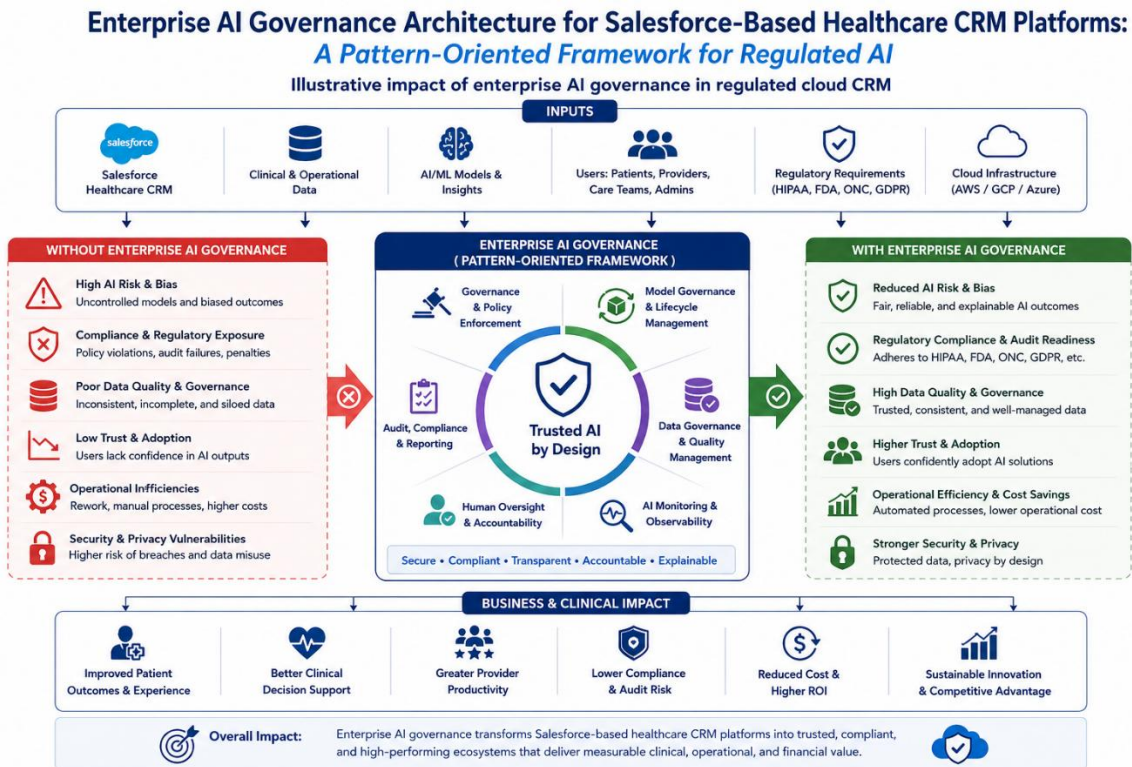 Enterprise AI Governance Architecture for Salesforce-Based Healthcare CRM Platforms:
A Pattern-Oriented Framework for Regulated AI
Illustrative impact of enterprise AI governance in regulated cloud CRM
INPUTS
salesforce
Salesforce
Healthcare CRM
Clinical & Operational
Data
AI/ML Models &
Insights
Users: Patients, Providers,
Care Teams, Admins
Regulatory Requirements
(HIPAA, FDA, ONC, GDPR)
Cloud Infrastructure
(AWS / GCP / Azure)
WITHOUT ENTERPRISE AI GOVERNANCE
High AI Risk & Bias
Uncontrolled models and biased outcomes
Compliance & Regulatory Exposure
Policy violations, audit failures, penalties
Poor Data Quality & Governance
Inconsistent, incomplete, and siloed data
Low Trust & Adoption
Users lack confidence in AI outputs
Operational Infficiencies
Rework, manual processes, higher costs
Security & Privacy Vulnerabilities
Higher risk of breaches and data misuse
ENTERPRISE AI GOVERNANCE
( PATTERN-ORIENTED FRAMEWORK )
Governance
& Policy
Enforcement
Model Governance
& Lifecycle
Management
Audit, Compliance
& Reporting
Trusted AI
by Design
Data Governance
& Quality
Management
Human Oversight
& Accountability
AI Monitoring &
Observability
Secure • Compliant • Transparent • Accountable • Explainable
WITH ENTERPRISE AI GOVERNANCE
Reduced AI Risk & Bias
Fair, reliable, and explainable AI outcomes
Regulatory Compliance & Audit Readiness
Adheres to HIPAA, FDA, ONC, GDPR, etc.
High Data Quality & Governance
Trusted, consistent, and well-managed data
Higher Trust & Adoption
Users confidently adopt AI solutions
Operational Efficiency & Cost Savings
Automated processes, lower operational cost
Stronger Security & Privacy
Protected data, privacy by design
BUSINESS & CLINICAL IMPACT
Improved Patient
Outcomes & Experience
Better Clinical
Decision Support
Greater Provider
Productivity
Lower Compliance
& Audit Risk
Reduced Cost &
Higher ROI
Sustainable Innovation
& Competitive Advantage
Overall Impact:
Enterprise AI governance transforms Salesforce-based healthcare CRM platforms into trusted, compliant,
and high-performing ecosystems that deliver measurable clinical, operational, and financial value.